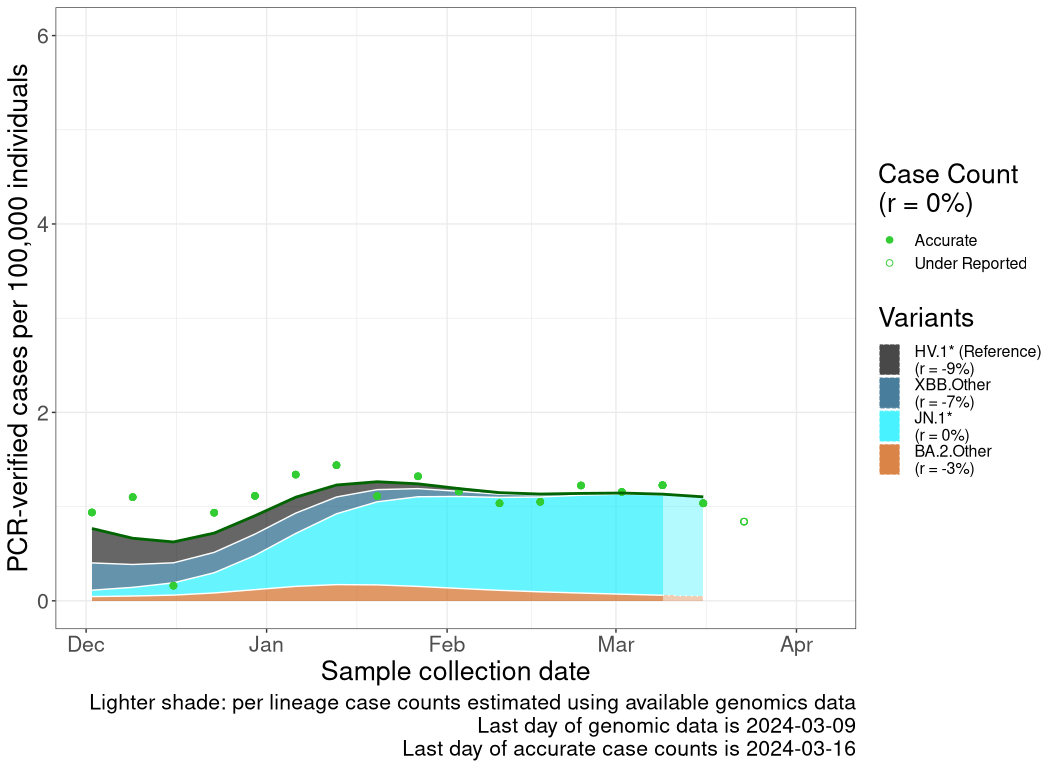 PCR-verified cases per 100,000 individuals
6
4
2
0
Dec
Jan
Feb
Mar
Apr
Sample collection date
Lighter shade: per lineage case counts estimated using available genomics data
Last day of genomic data is 2024-03-09
Last day of accurate case counts is 2024-03-16
Case Count
(r = 0%)
Accurate
Under Reported
Variants
HV.1* (Reference)
(r = -9%)
XBB.Other
(r = -7%)
JN.1*
(r = 0%)
BA.2.Other
(r = -3%)